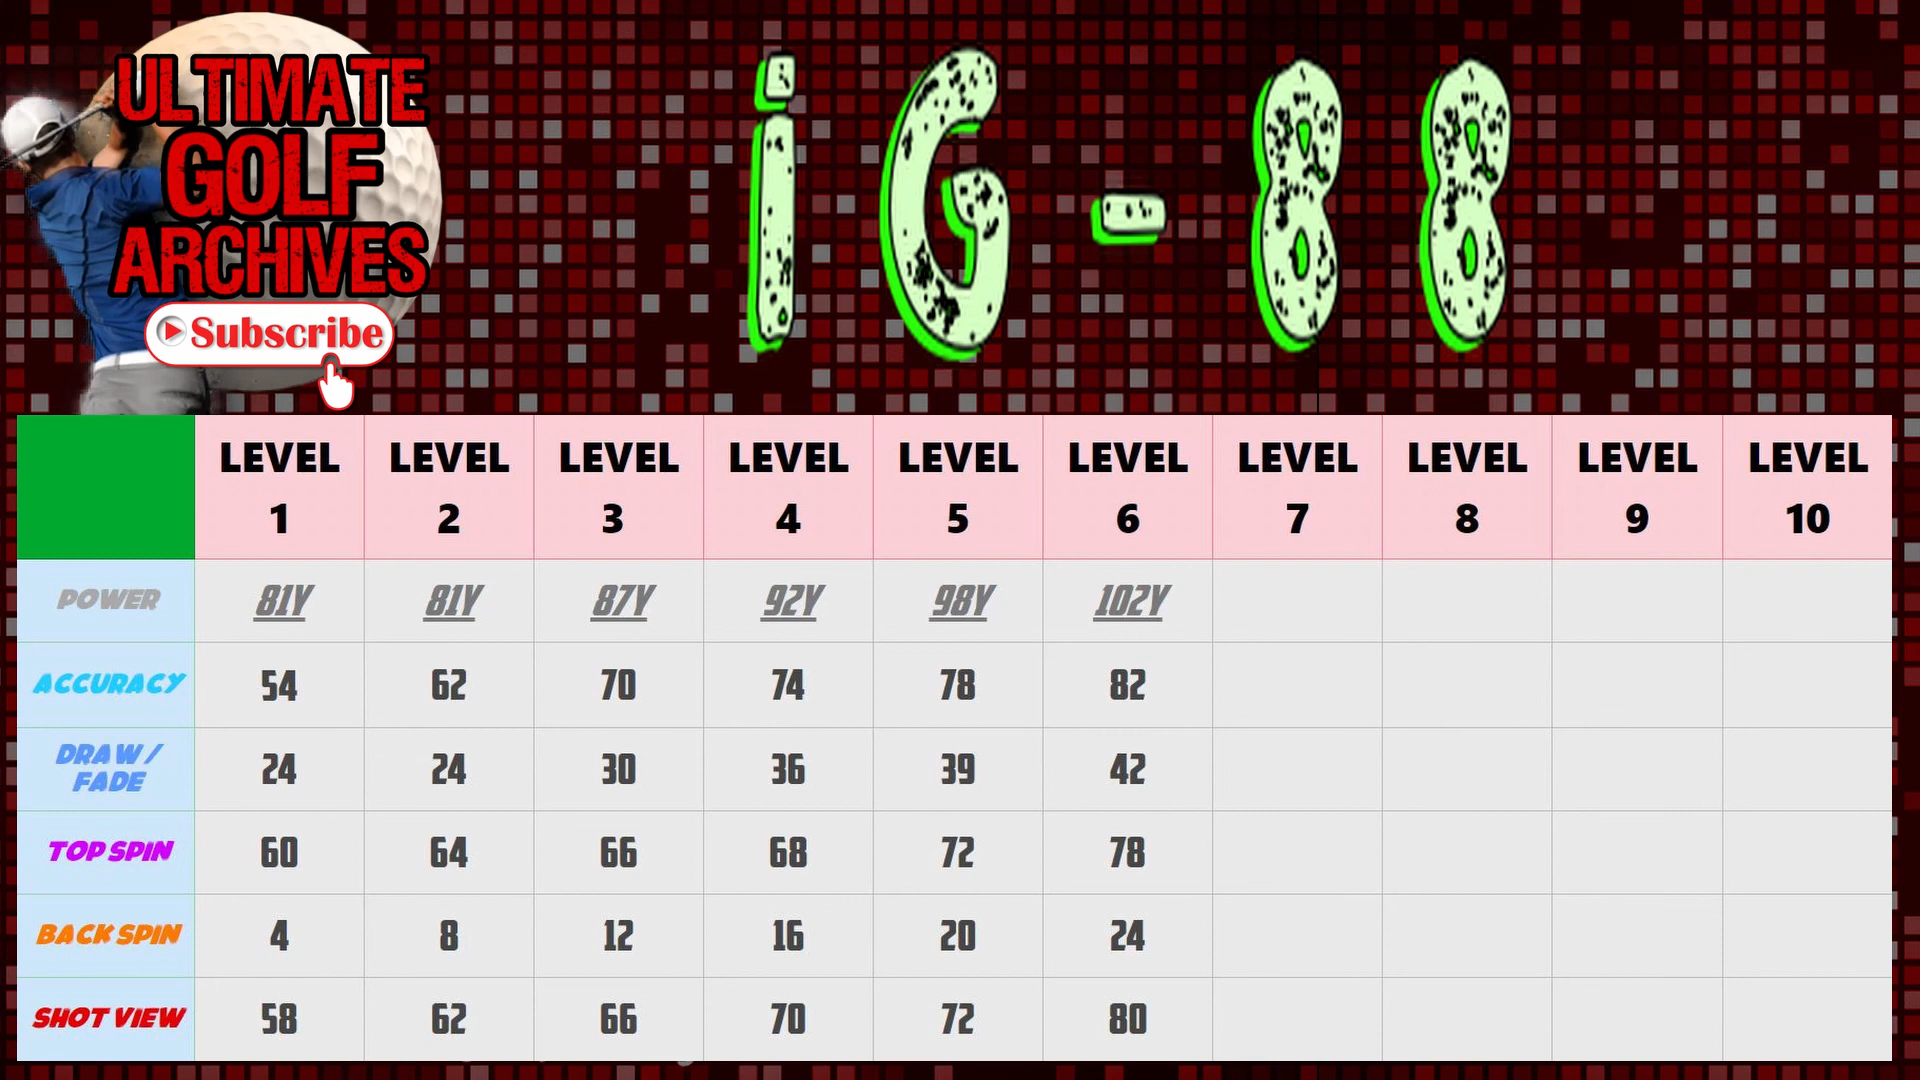 ULTIMATE
GOLF
ARCHIVES
Subscribe
iG-88
LEVEL 1 LEVEL 2 LEVEL 3 LEVEL 4 LEVEL 5 LEVEL 6 LEVEL 7 LEVEL 8 LEVEL 9 LEVEL 10
POWER 81Y 81Y 87Y 92Y 98Y 102Y
ACCURACY 54 62 70 74 78 82
DRAW / FADE 24 24 30 36 39 42
TOP SPIN 60 64 66 68 72 78
BACK SPIN 4 8 12 16 20 24
SHOT VIEW 58 62 66 70 72 80